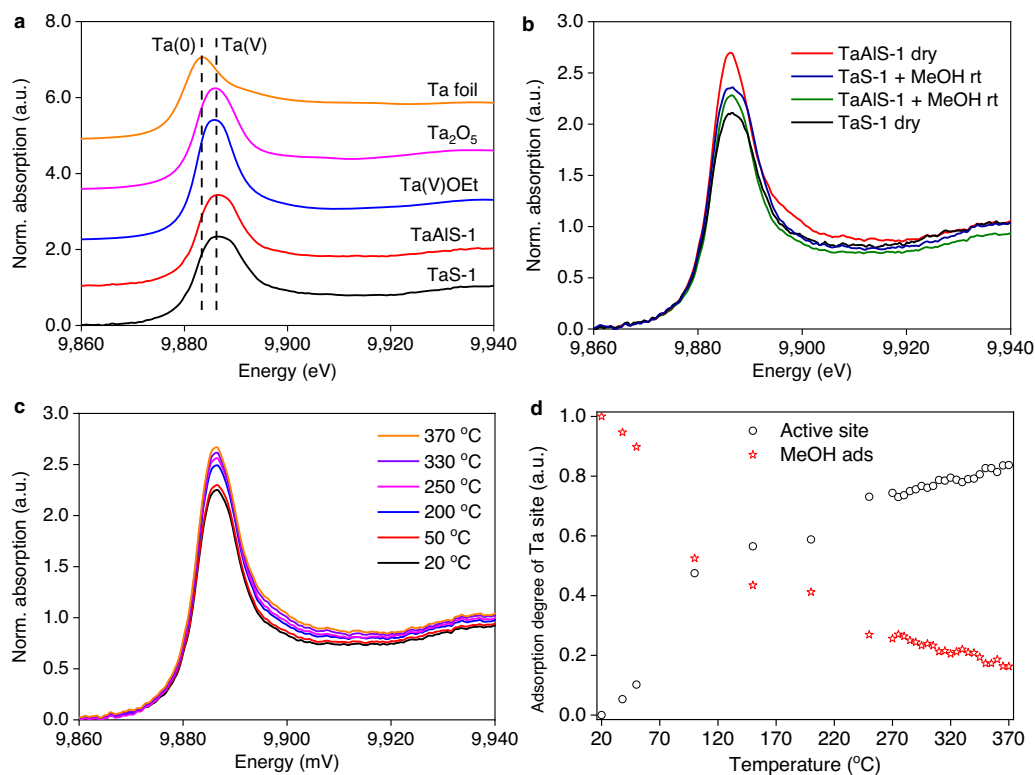 a
8.0
6.0
4.0
2.0
0.0
Norm. absorption (a.u.)
Ta(0)
Ta(V)
Ta foil
Ta₂O₅
Ta(V)OEt
TaAlS-1
TaS-1
9,860
9,880
9,900
9,920
9,940
Energy (eV)
b
3.0
2.5
2.0
1.5
1.0
0.5
0.0
Norm. absorption (a.u.)
TaAlS-1 dry
TaS-1 + MeOH rt
TaAlS-1 + MeOH rt
TaS-1 dry
9,860
9,880
9,900
9,920
9,940
Energy (eV)
c
3.0
2.5
2.0
1.5
1.0
0.5
0.0
Norm. absorption (a.u.)
370 °C
330 °C
250 °C
200 °C
50 °C
20 °C
9,860
9,880
9,900
9,920
9,940
Energy (mV)
d
1.0
0.8
0.6
0.4
0.2
0.0
Adsorption degree of Ta site (a.u.)
Active site
MeOH ads
20
70
120
170
220
270
320
370
Temperature (°C)